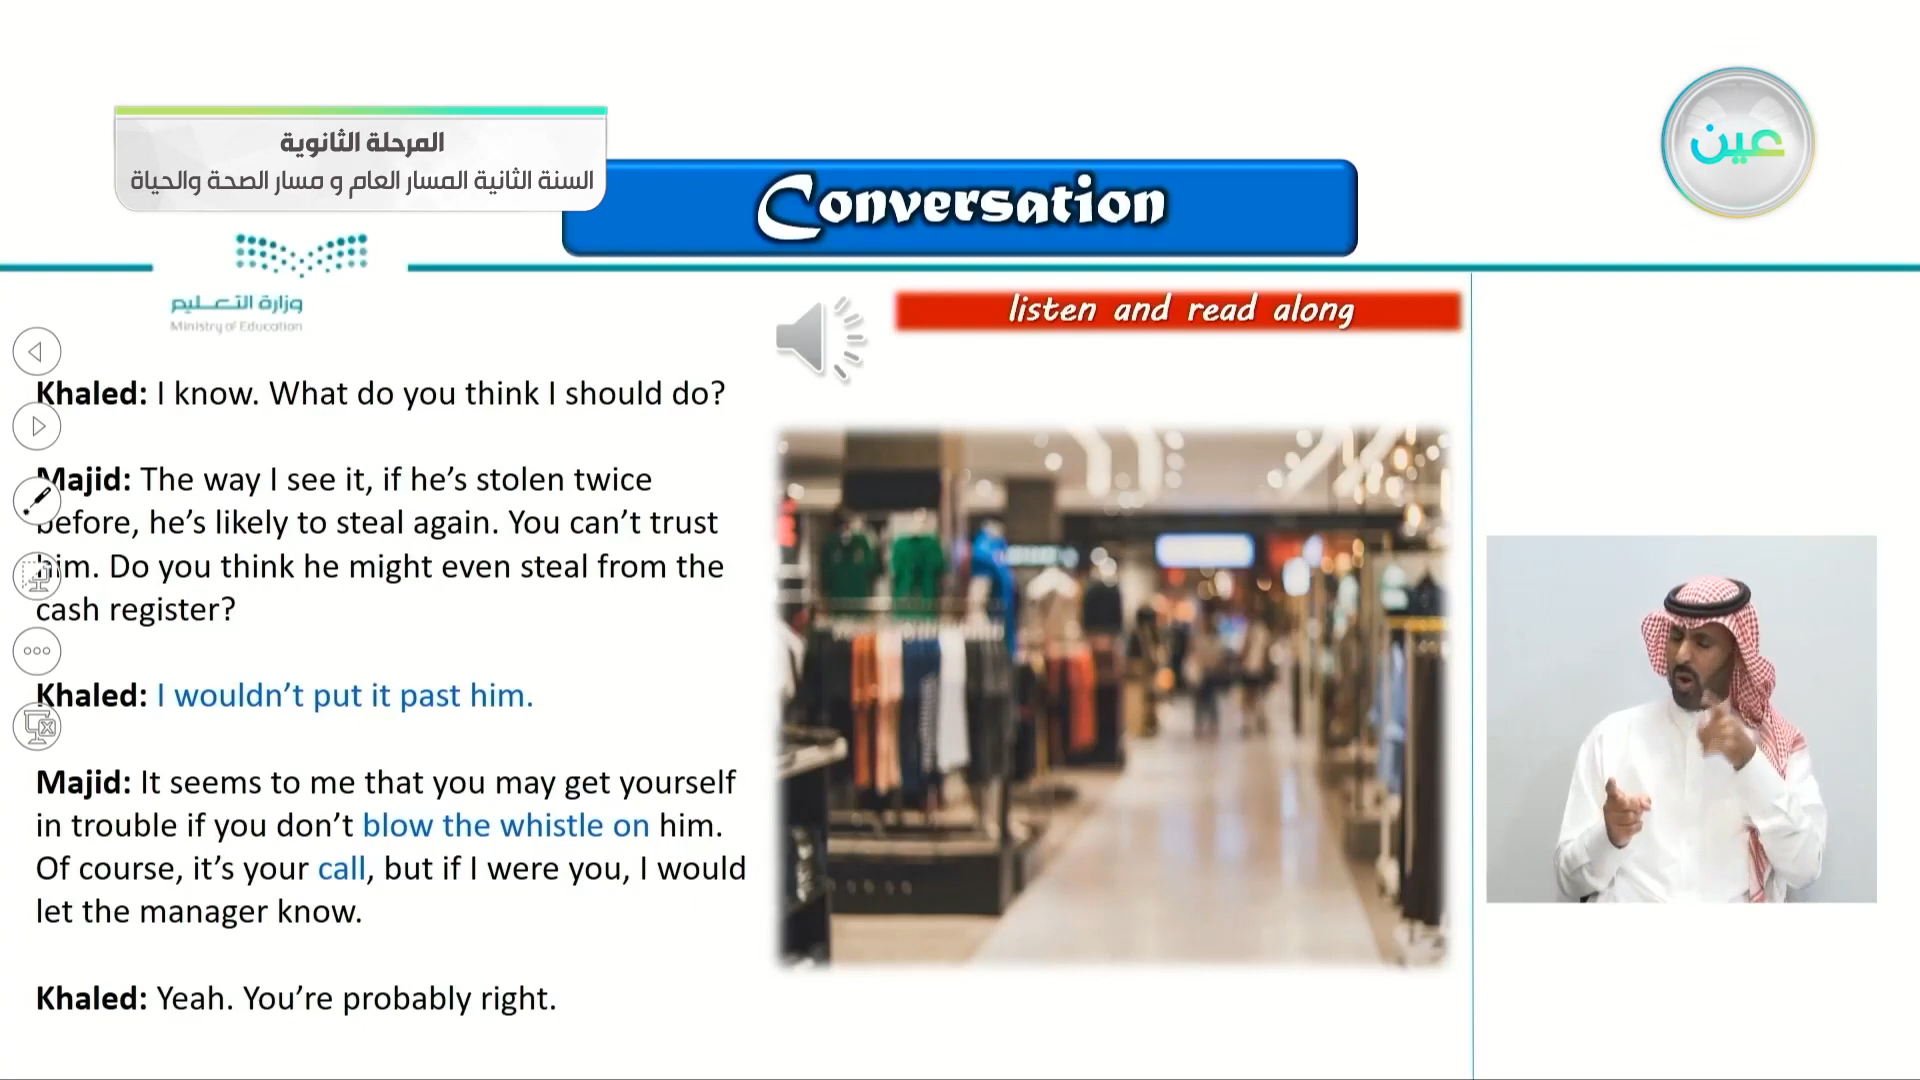 المرحلة الثانوية
السنة الثانية المسار العام و مسار الصحة والحياة
عين
Conversation
وزارة التعـــليم
Ministry of Education
listen and read along
Khaled: I know. What do you think I should do?
Majid: The way I see it, if he’s stolen twice
before, he’s likely to steal again. You can’t trust
him. Do you think he might even steal from the
cash register?
Khaled: I wouldn’t put it past him.
Majid: It seems to me that you may get yourself
in trouble if you don’t blow the whistle on him.
Of course, it’s your call, but if I were you, I would
let the manager know.
Khaled: Yeah. You’re probably right.